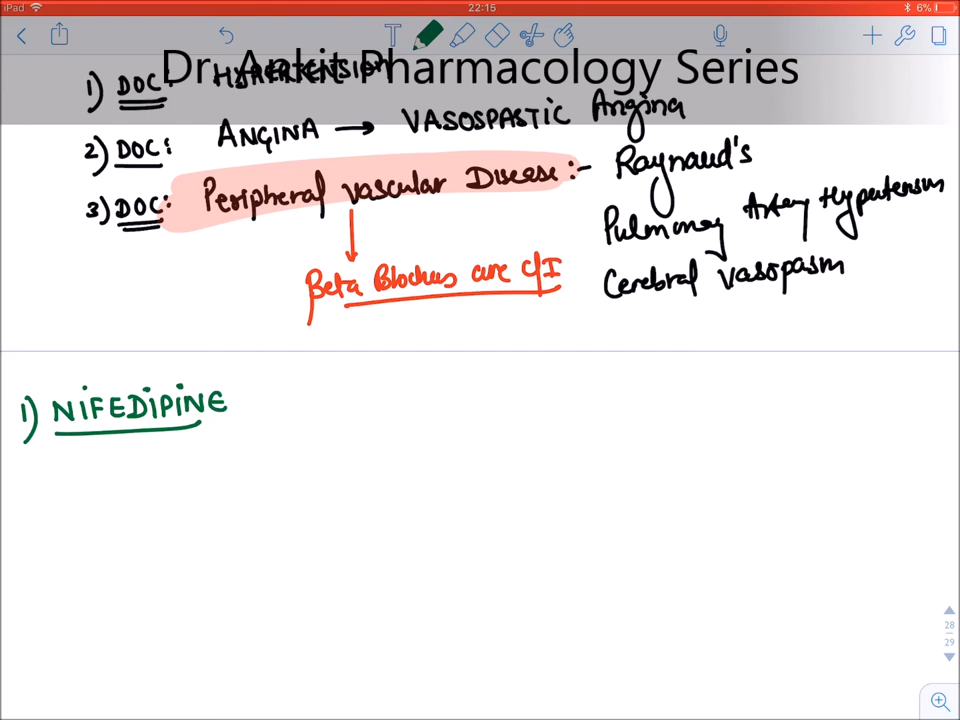 iPad 22:15 6%
Dr. Ankit Pharmacology Series
1) DOC: HYPERTENSION
2) DOC: ANGINA → VASOSPASTIC Angina
3) DOC: Peripheral vascular Disease :- Raynaud's
Pulmonary Artery Hypertension
Cerebral vasopasm
Beta Blockers are C/I
1) NiFEDiPiNE
28
29